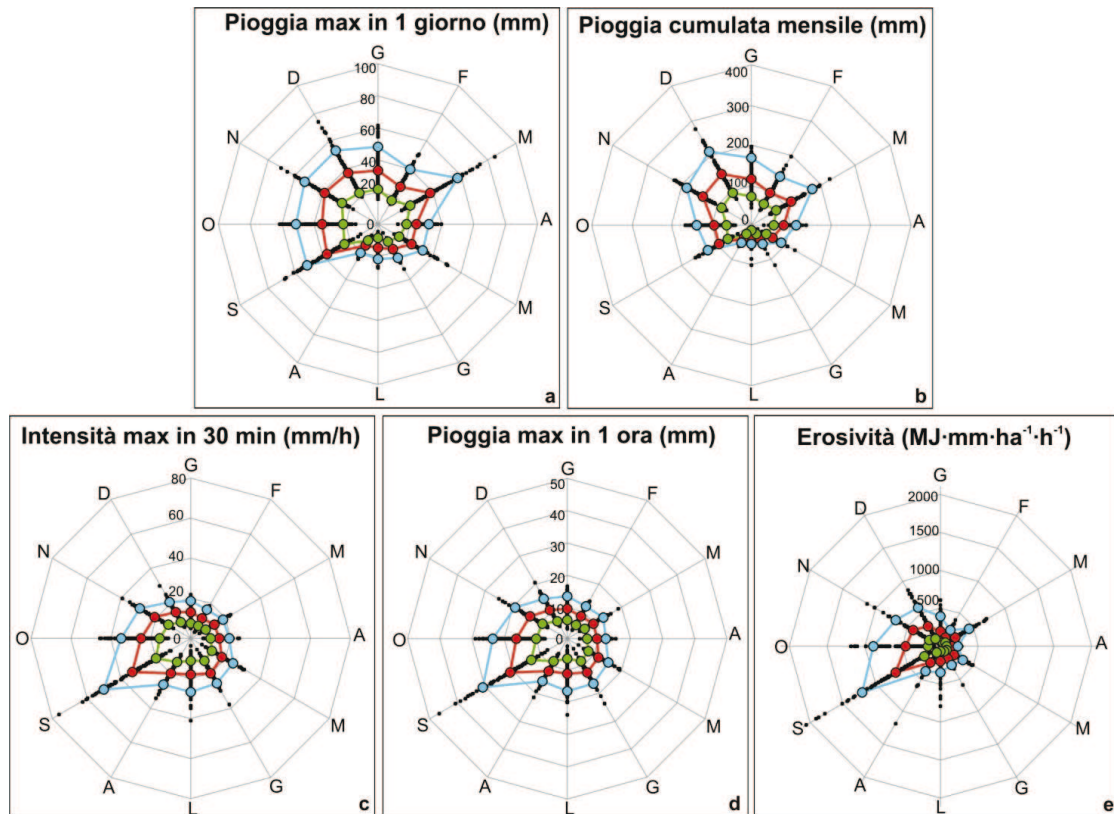 Pioggia max in 1 giorno (mm)
G
F
M
A
M
G
L
A
S
O
N
D
100
80
60
40
20
0
a
Pioggia cumulata mensile (mm)
G
F
M
A
M
G
L
A
S
O
N
D
400
300
200
100
0
b
Intensità max in 30 min (mm/h)
G
F
M
A
M
G
L
A
S
O
N
D
80
60
40
20
0
c
Pioggia max in 1 ora (mm)
G
F
M
A
M
G
L
A
S
O
N
D
50
40
30
20
10
0
d
Erosività (MJ·mm·ha⁻¹·h⁻¹)
G
F
M
A
M
G
L
A
S
O
N
D
2000
1500
1000
500
e